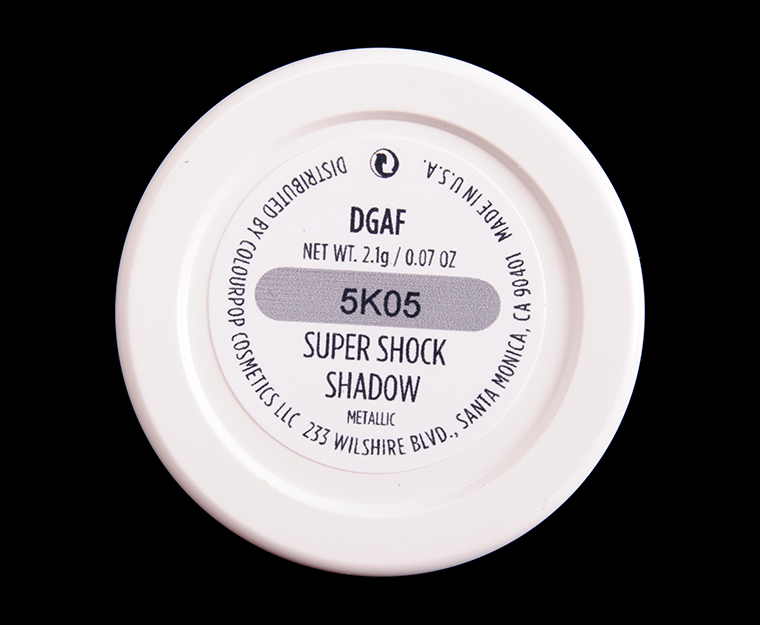 DGAF
NET WT. 2.1g / 0.07 OZ
5K05
SUPER SHOCK
SHADOW
METALLIC
DISTRIBUTED BY COLOURPOP COSMETICS LLC 233 WILSHIRE BLVD., SANTA MONICA, CA 90401 MADE IN U.S.A.